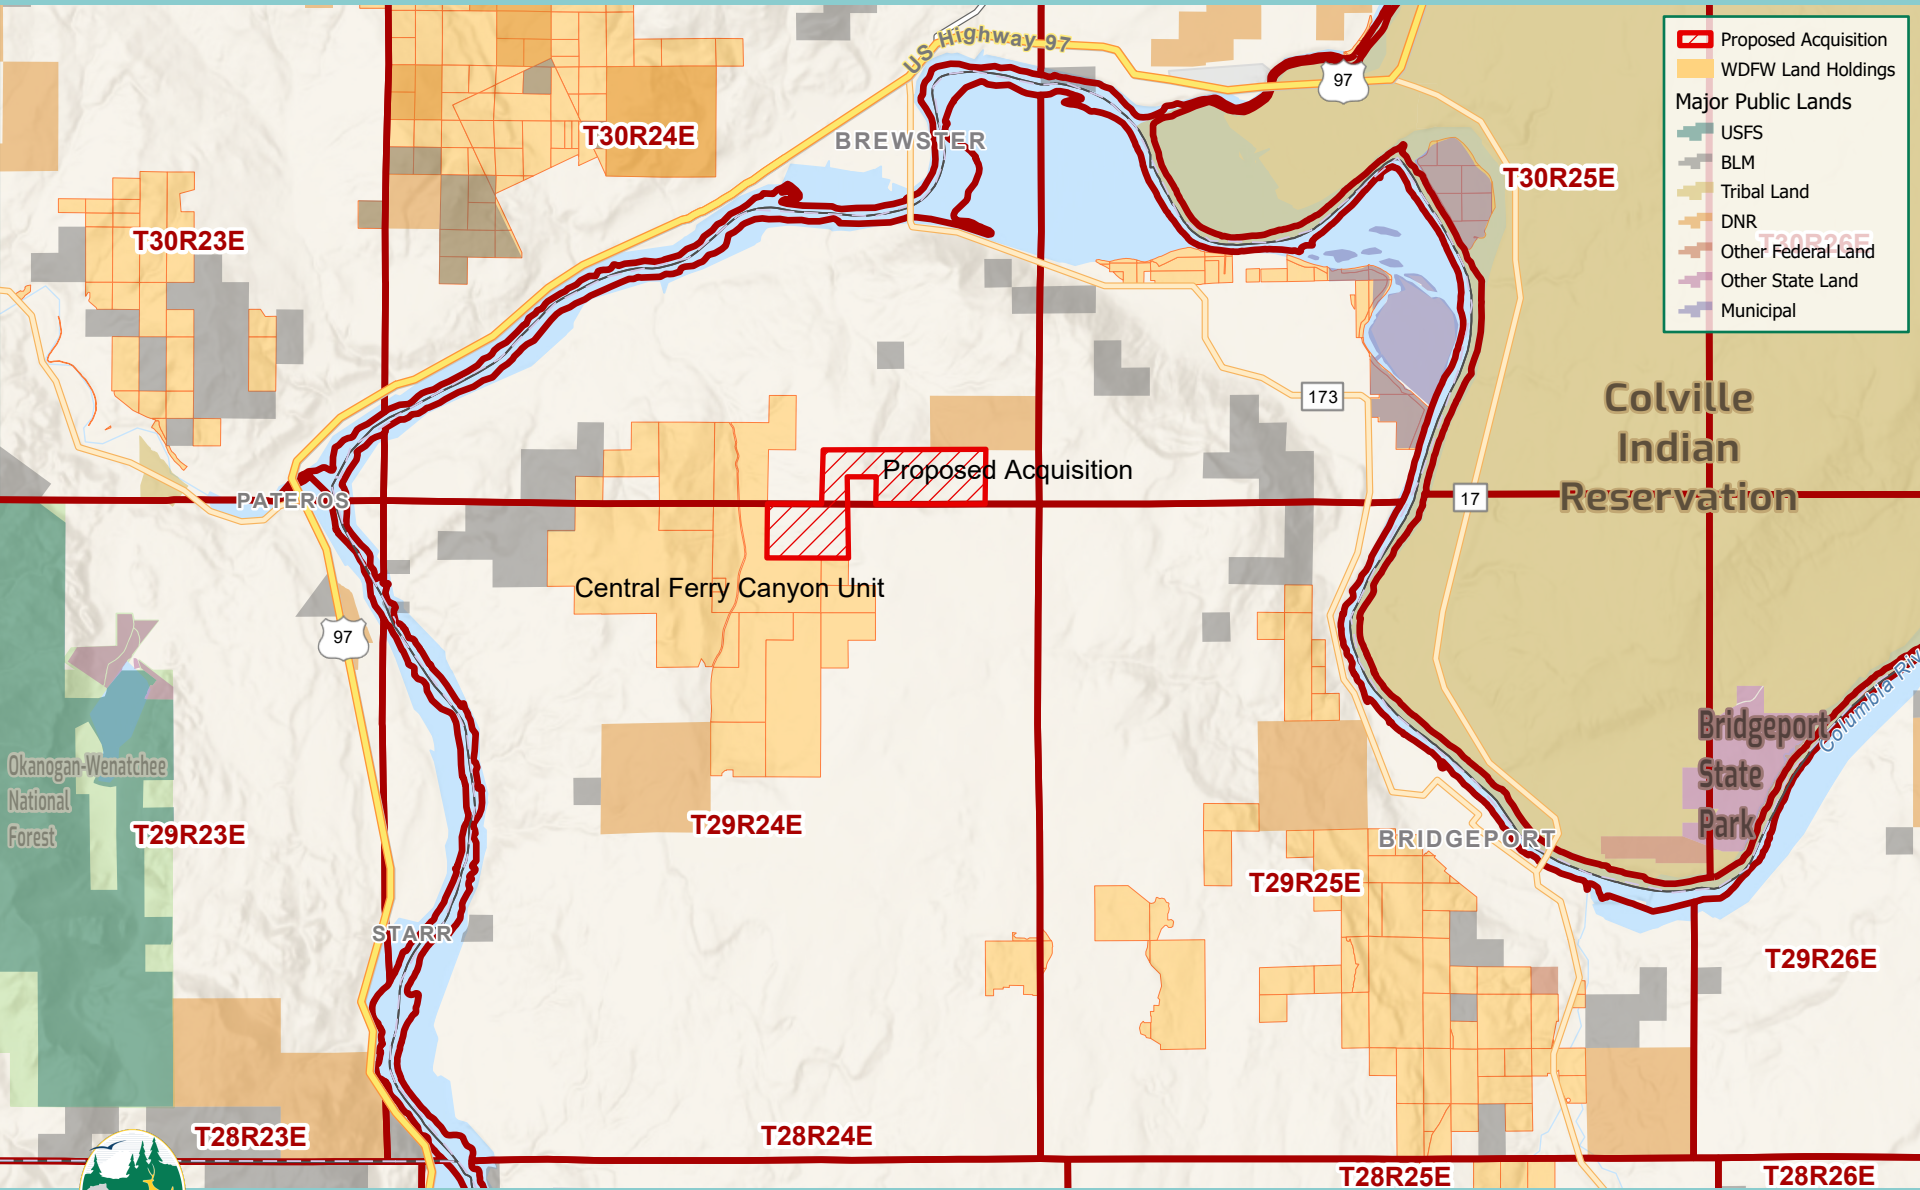 US Highway 97
97
Proposed Acquisition
WDFW Land Holdings
Major Public Lands
USFS
BLM
Tribal Land
DNR
Other Federal Land
Other State Land
Municipal
T30R24E
BREWSTER
T30R25E
T30R26E
T30R23E
173
Colville
Indian
Reservation
Proposed Acquisition
PATEROS
17
Central Ferry Canyon Unit
97
Columbia Riv
Bridgeport
State
Park
Okanogan-Wenatchee
National
Forest
T29R23E
T29R24E
BRIDGEPORT
T29R25E
STARR
T29R26E
T28R23E
T28R24E
T28R25E
T28R26E